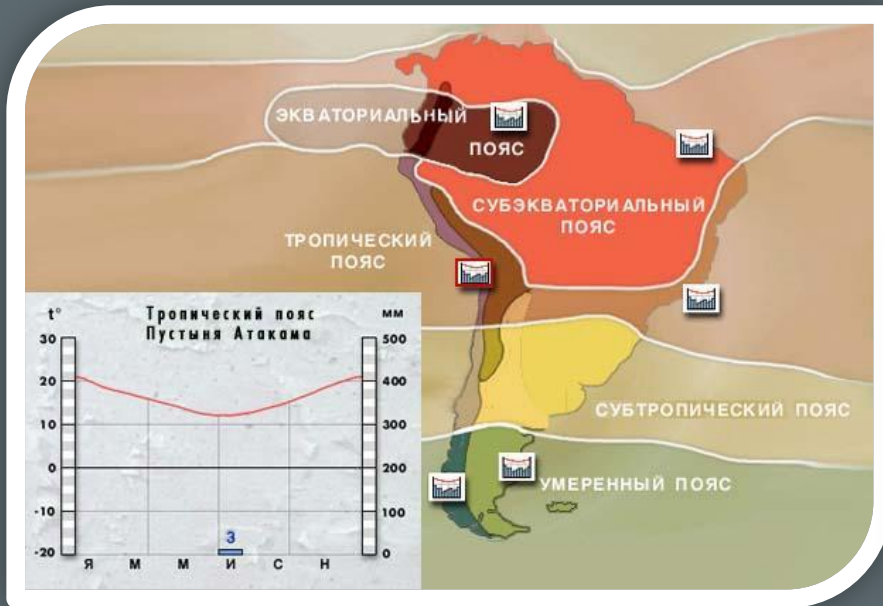 ЭКВАТОРИАЛЬНЫЙ
ПОЯС
СУБЭКВАТОРИАЛЬНЫЙ
ПОЯС
ТРОПИЧЕСКИЙ
ПОЯС
СУБТРОПИЧЕСКИЙ ПОЯС
УМЕРЕННЫЙ ПОЯС
t° Тропический пояс мм
Пустыня Атакама
30 500
20 400
10 300
0 200
-10 100
3
-20 0
Я М М И С Н